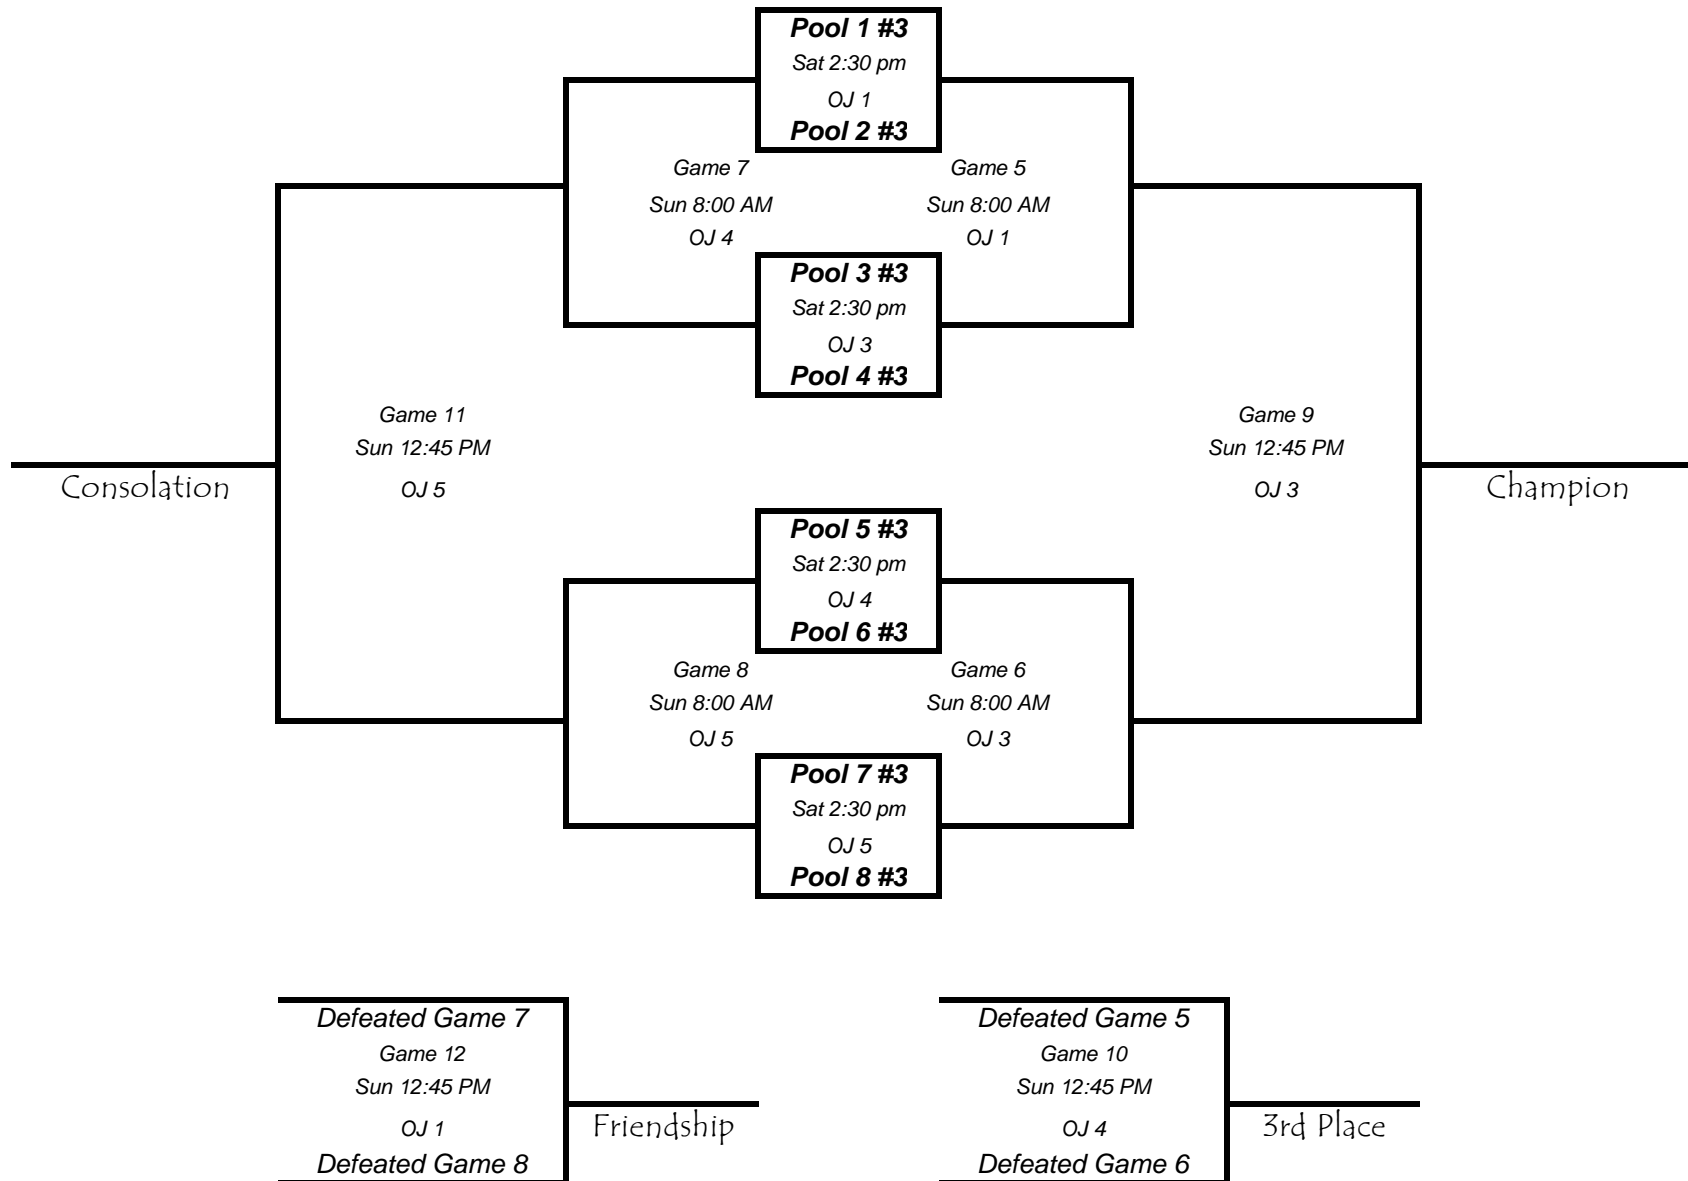 Pool 1 #3
Sat 2:30 pm
OJ 1
Pool 2 #3
Game 7
Sun 8:00 AM
OJ 4
Game 5
Sun 8:00 AM
OJ 1
Pool 3 #3
Sat 2:30 pm
OJ 3
Pool 4 #3
Game 11
Sun 12:45 PM
OJ 5
Consolation
Game 9
Sun 12:45 PM
OJ 3
Champion
Pool 5 #3
Sat 2:30 pm
OJ 4
Pool 6 #3
Game 8
Sun 8:00 AM
OJ 5
Game 6
Sun 8:00 AM
OJ 3
Pool 7 #3
Sat 2:30 pm
OJ 5
Pool 8 #3
Defeated Game 7
Game 12
Sun 12:45 PM
OJ 1
Defeated Game 8
Friendship
Defeated Game 5
Game 10
Sun 12:45 PM
OJ 4
Defeated Game 6
3rd Place